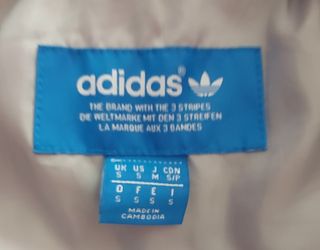 adidas®
THE BRAND WITH THE 3 STRIPES
DIE WELTMARKE MIT DEN 3 STREIFEN
LA MARQUE AUX 3 BANDES
UK US J CDN
S S M S/P
D F E I
S S S S
MADE IN
CAMBODIA